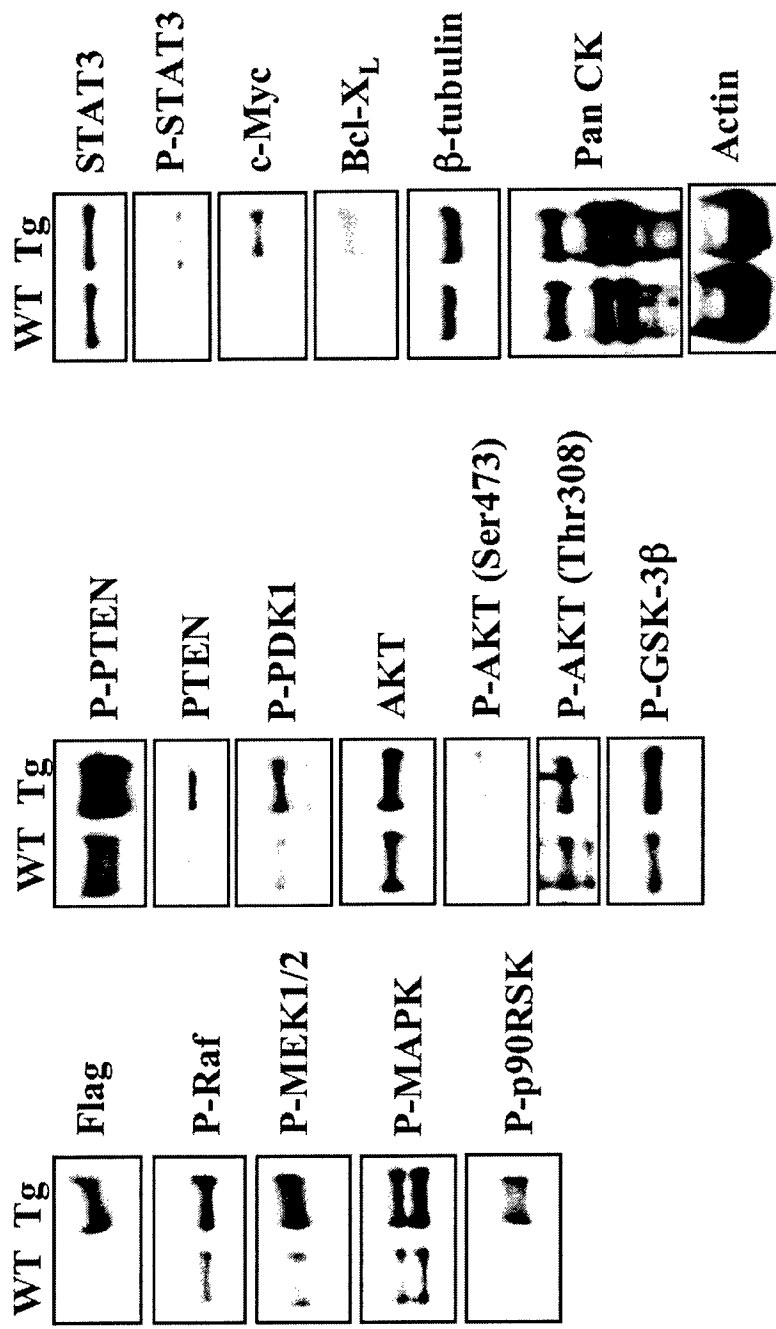 WT Tg
Flag
P-Raf
P-MEK1/2
P-MAPK
P-p90RSK
WT Tg
P-PTEN
PTEN
P-PDK1
AKT
P-AKT (Ser473)
P-AKT (Thr308)
P-GSK-3β
WT Tg
STAT3
P-STAT3
c-Myc
Bcl-X_L
β-tubulin
Pan CK
Actin